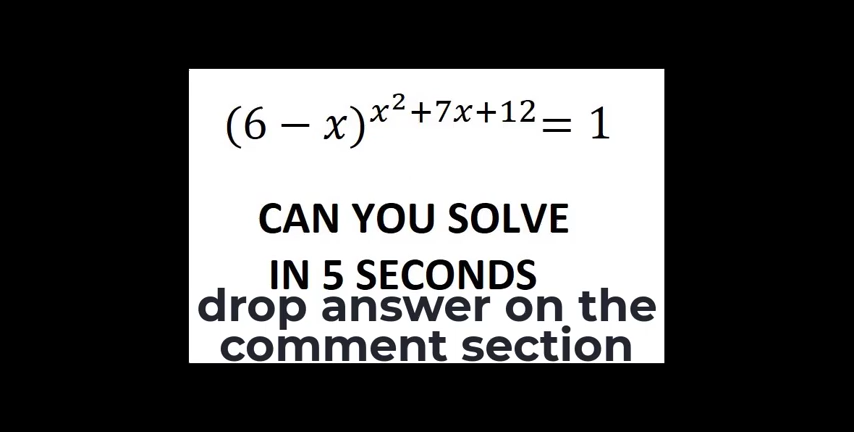 (6 − x)^{x²+7x+12} = 1
CAN YOU SOLVE
IN 5 SECONDS
drop answer on the
comment section